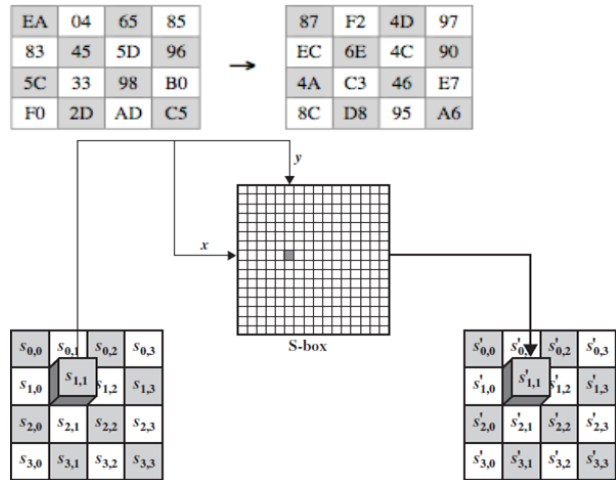 EA 04 65 85 87 F2 4D 97
83 45 5D 96 EC 6E 4C 90
→
5C 33 98 B0 4A C3 46 E7
F0 2D AD C5 8C D8 95 A6
y
x
S-box
s0,0 s0,1 s0,2 s0,3 s'0,0 s'0, s'0,2 s'0,3
s1,0 s1,1 s1,2 s1,3 s'1,0 s'1,1 s'1,2 s'1,3
s2,0 s2,1 s2,2 s2,3 s'2,0 s'2,1 s'2,2 s'2,3
s3,0 s3,1 s3,2 s3,3 s'3,0 s'3,1 s'3,2 s'3,3